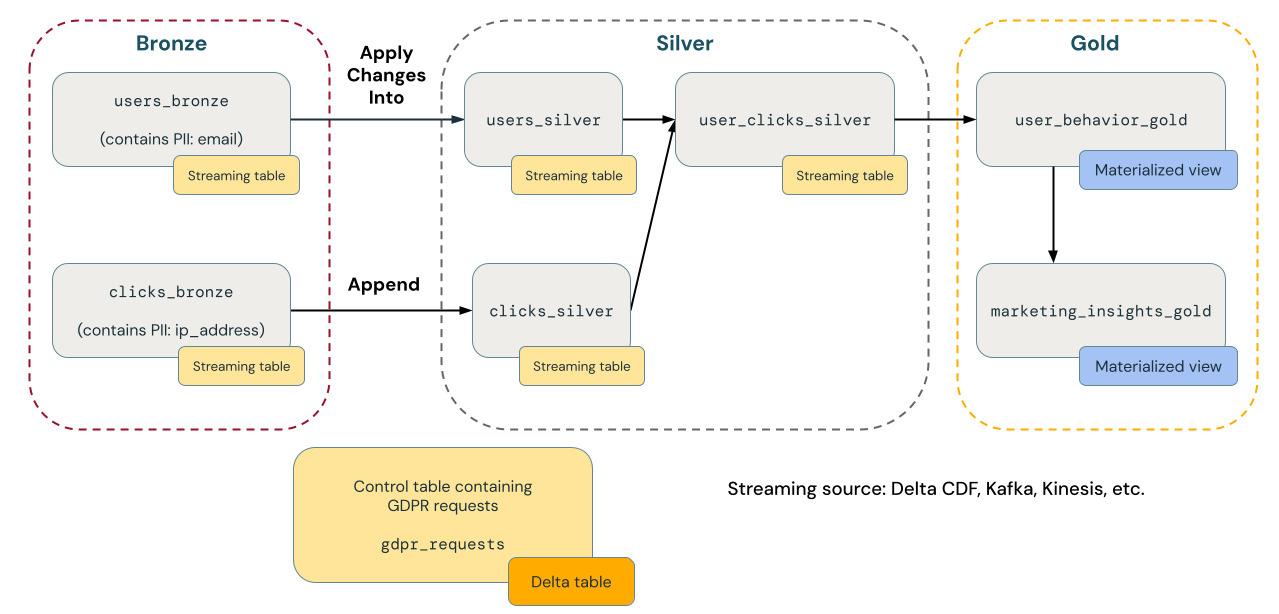 Bronze
Silver
Gold
Apply
Changes
Into
users_bronze
(contains PII: email)
Streaming table
users_silver
Streaming table
user_clicks_silver
Streaming table
user_behavior_gold
Materialized view
clicks_bronze
(contains PII: ip_address)
Streaming table
Append
clicks_silver
Streaming table
marketing_insights_gold
Materialized view
Control table containing
GDPR requests
gdpr_requests
Delta table
Streaming source: Delta CDF, Kafka, Kinesis, etc.